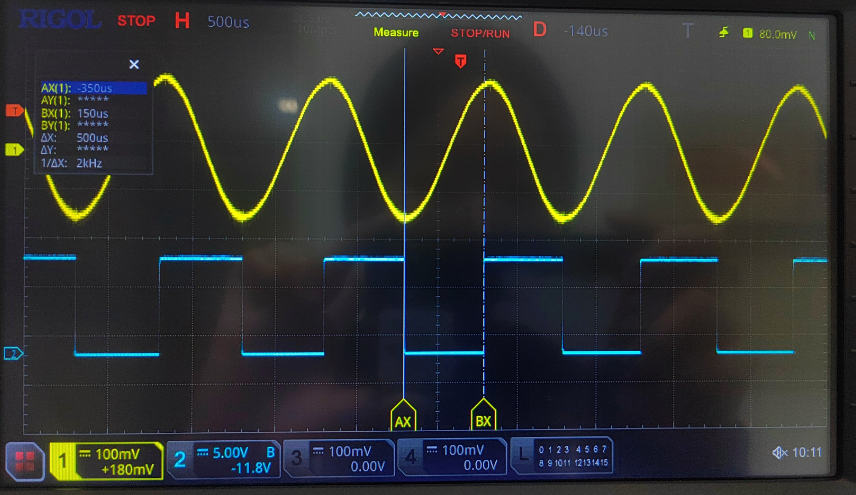 RIGOL STOP H 500us Measure STOP/RUN D -140us T 1 80.0mV N
T
AX(1): -350us
AY(1): *****
BX(1): 150us
BY(1): *****
ΔX: 500us
ΔY: *****
1/ΔX: 2kHz
T
1
2
AX BX
1 100mV +180mV
2 5.00V B -11.8V
3 100mV 0.00V
4 100mV 0.00V
L 0 1 2 3 4 5 6 7
8 9 10 11 12 13 14 15
10:11